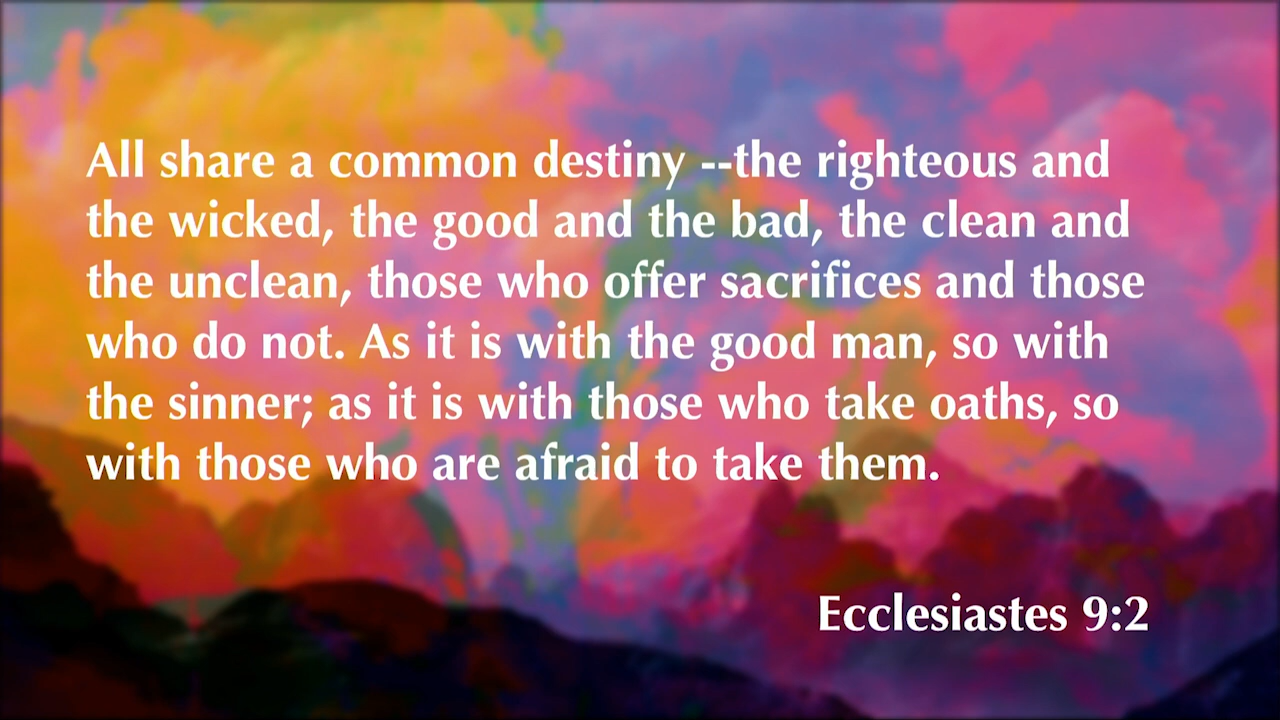 All share a common destiny --the righteous and
the wicked, the good and the bad, the clean and
the unclean, those who offer sacrifices and those
who do not. As it is with the good man, so with
the sinner; as it is with those who take oaths, so
with those who are afraid to take them.
Ecclesiastes 9:2